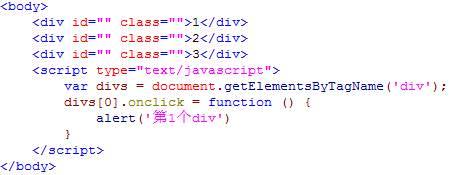 <body>
    <div id="" class="">1</div>
    <div id="" class="">2</div>
    <div id="" class="">3</div>
    <script type="text/javascript">
        var divs = document.getElementsByTagName('div');
        divs[0].onclick = function () {
            alert('第1个div')
        }
    </script>
</body>